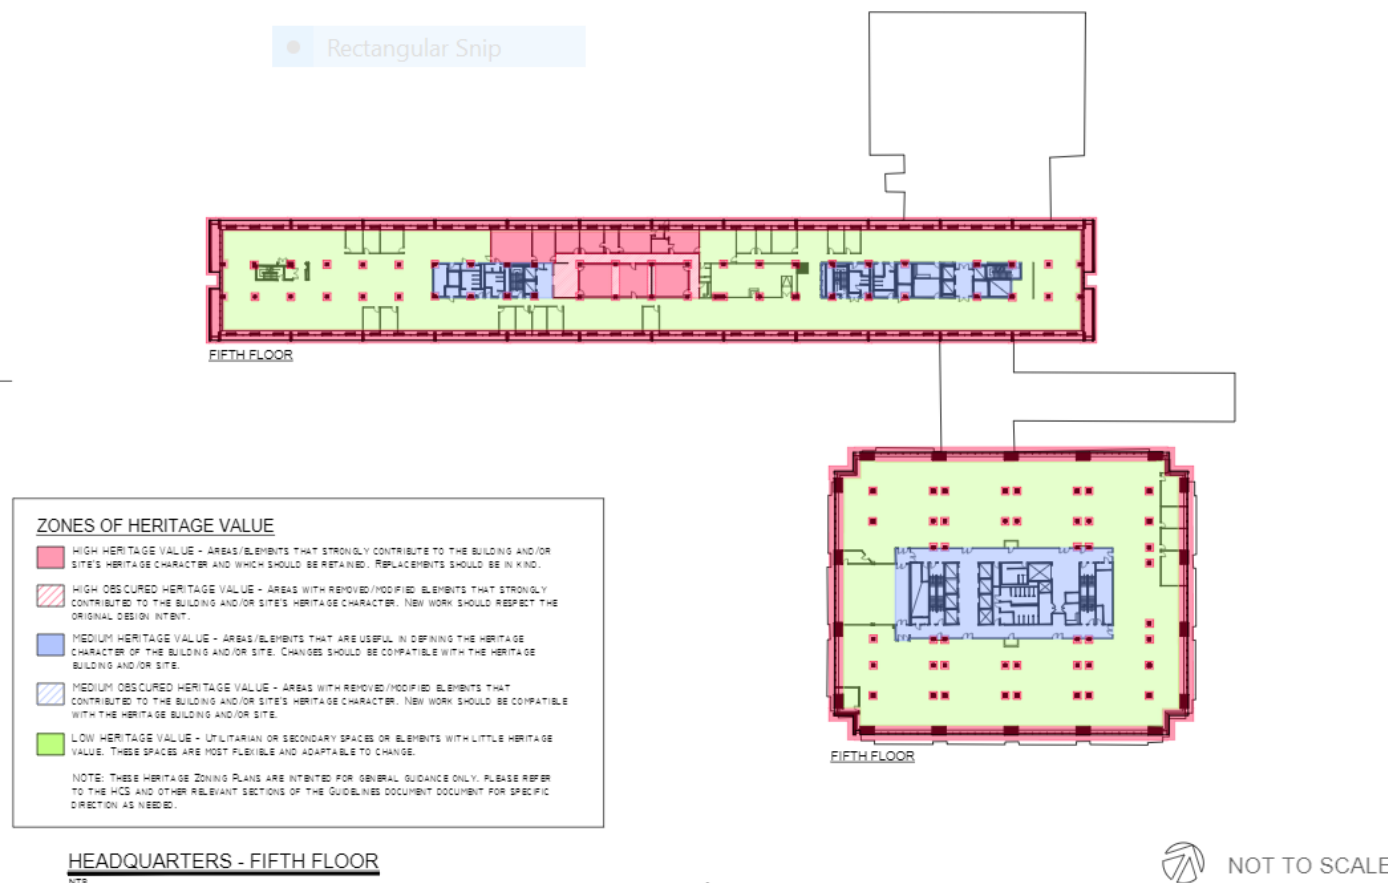 Rectangular Snip
FIFTH FLOOR
ZONES OF HERITAGE VALUE
HIGH HERITAGE VALUE - AREAS/ELEMENTS THAT STRONGLY CONTRIBUTE TO THE BUILDING AND/OR
SITE'S HERITAGE CHARACTER AND WHICH SHOULD BE RETAINED. REPLACEMENTS SHOULD BE IN KIND.
HIGH OBSCURED HERITAGE VALUE - AREAS WITH REMOVED/MODIFIED ELEMENTS THAT STRONGLY
CONTRIBUTED TO THE BUILDING AND/OR SITE'S HERITAGE CHARACTER. NEW WORK SHOULD RESPECT THE
ORIGINAL DESIGN INTENT.
MEDIUM HERITAGE VALUE - AREAS/ELEMENTS THAT ARE USEFUL IN DEFINING THE HERITAGE
CHARACTER OF THE BUILDING AND/OR SITE. CHANGES SHOULD BE COMPATIBLE WITH THE HERITAGE
BUILDING AND/OR SITE.
MEDIUM OBSCURED HERITAGE VALUE - AREAS WITH REMOVED/MODIFIED ELEMENTS THAT
CONTRIBUTED TO THE BUILDING AND/OR SITE'S HERITAGE CHARACTER. NEW WORK SHOULD BE COMPATIBLE
WITH THE HERITAGE BUILDING AND/OR SITE.
LOW HERITAGE VALUE - UTILITARIAN OR SECONDARY SPACES OR ELEMENTS WITH LITTLE HERITAGE
VALUE. THESE SPACES ARE MOST FLEXIBLE AND ADAPTABLE TO CHANGE.
NOTE: THESE HERITAGE ZONING PLANS ARE INTENTED FOR GENERAL GUIDANCE ONLY. PLEASE REFER
TO THE HCS AND OTHER RELEVANT SECTIONS OF THE GUIDELINES DOCUMENT DOCUMENT FOR SPECIFIC
DIRECTION AS NEEDED.
FIFTH FLOOR
HEADQUARTERS - FIFTH FLOOR
NOT TO SCALE